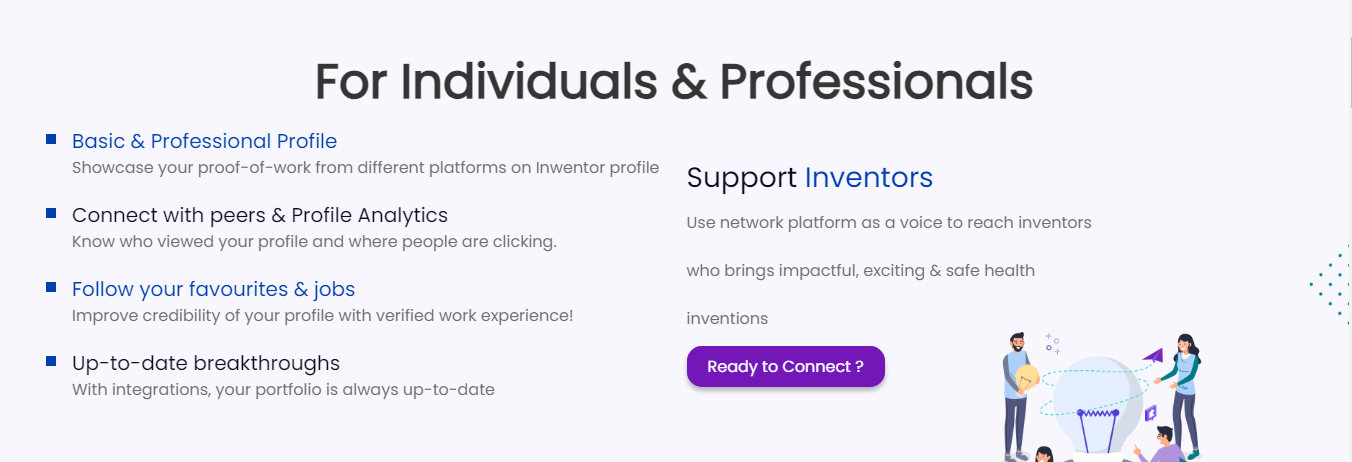 For Individuals & Professionals
Basic & Professional Profile
Showcase your proof-of-work from different platforms on Inwentor profile
Connect with peers & Profile Analytics
Know who viewed your profile and where people are clicking.
Follow your favourites & jobs
Improve credibility of your profile with verified work experience!
Up-to-date breakthroughs
With integrations, your portfolio is always up-to-date
Support Inventors
Use network platform as a voice to reach inventors
who brings impactful, exciting & safe health
inventions
Ready to Connect ?